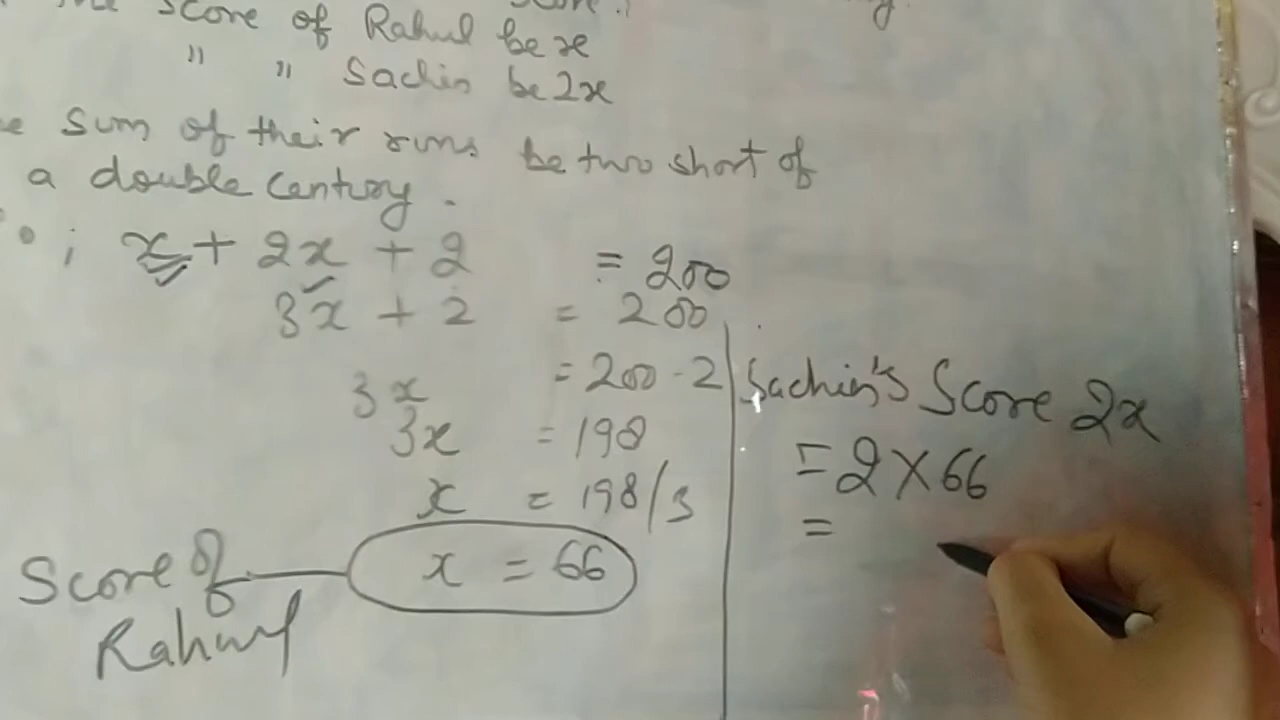 score of Rahul be x
" " Sachin be 2x
sum of their runs be two short of
a double century.
; x + 2x + 2 = 200
3x + 2 = 200
3x = 200 - 2
3x = 198
x = 198/3
x = 66
Score of
Rahul
Sachin's Score 2x
= 2 X 66
=